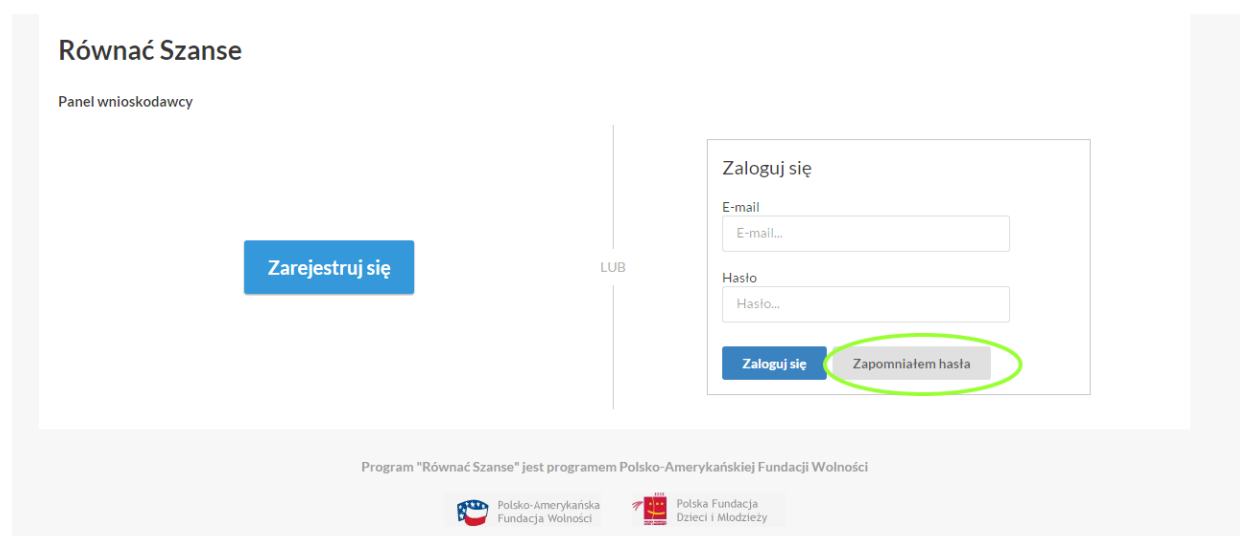 Równać Szanse
Panel wnioskodawcy
Zarejestruj się
LUB
Zaloguj się
E-mail
E-mail...
Hasło
Hasło...
Zaloguj się
Zapomniałem hasła
Program "Równać Szanse" jest programem Polsko-Amerykańskiej Fundacji Wolności
Polsko-Amerykańska
Fundacja Wolności
Polska Fundacja
Dzieci i Młodzieży